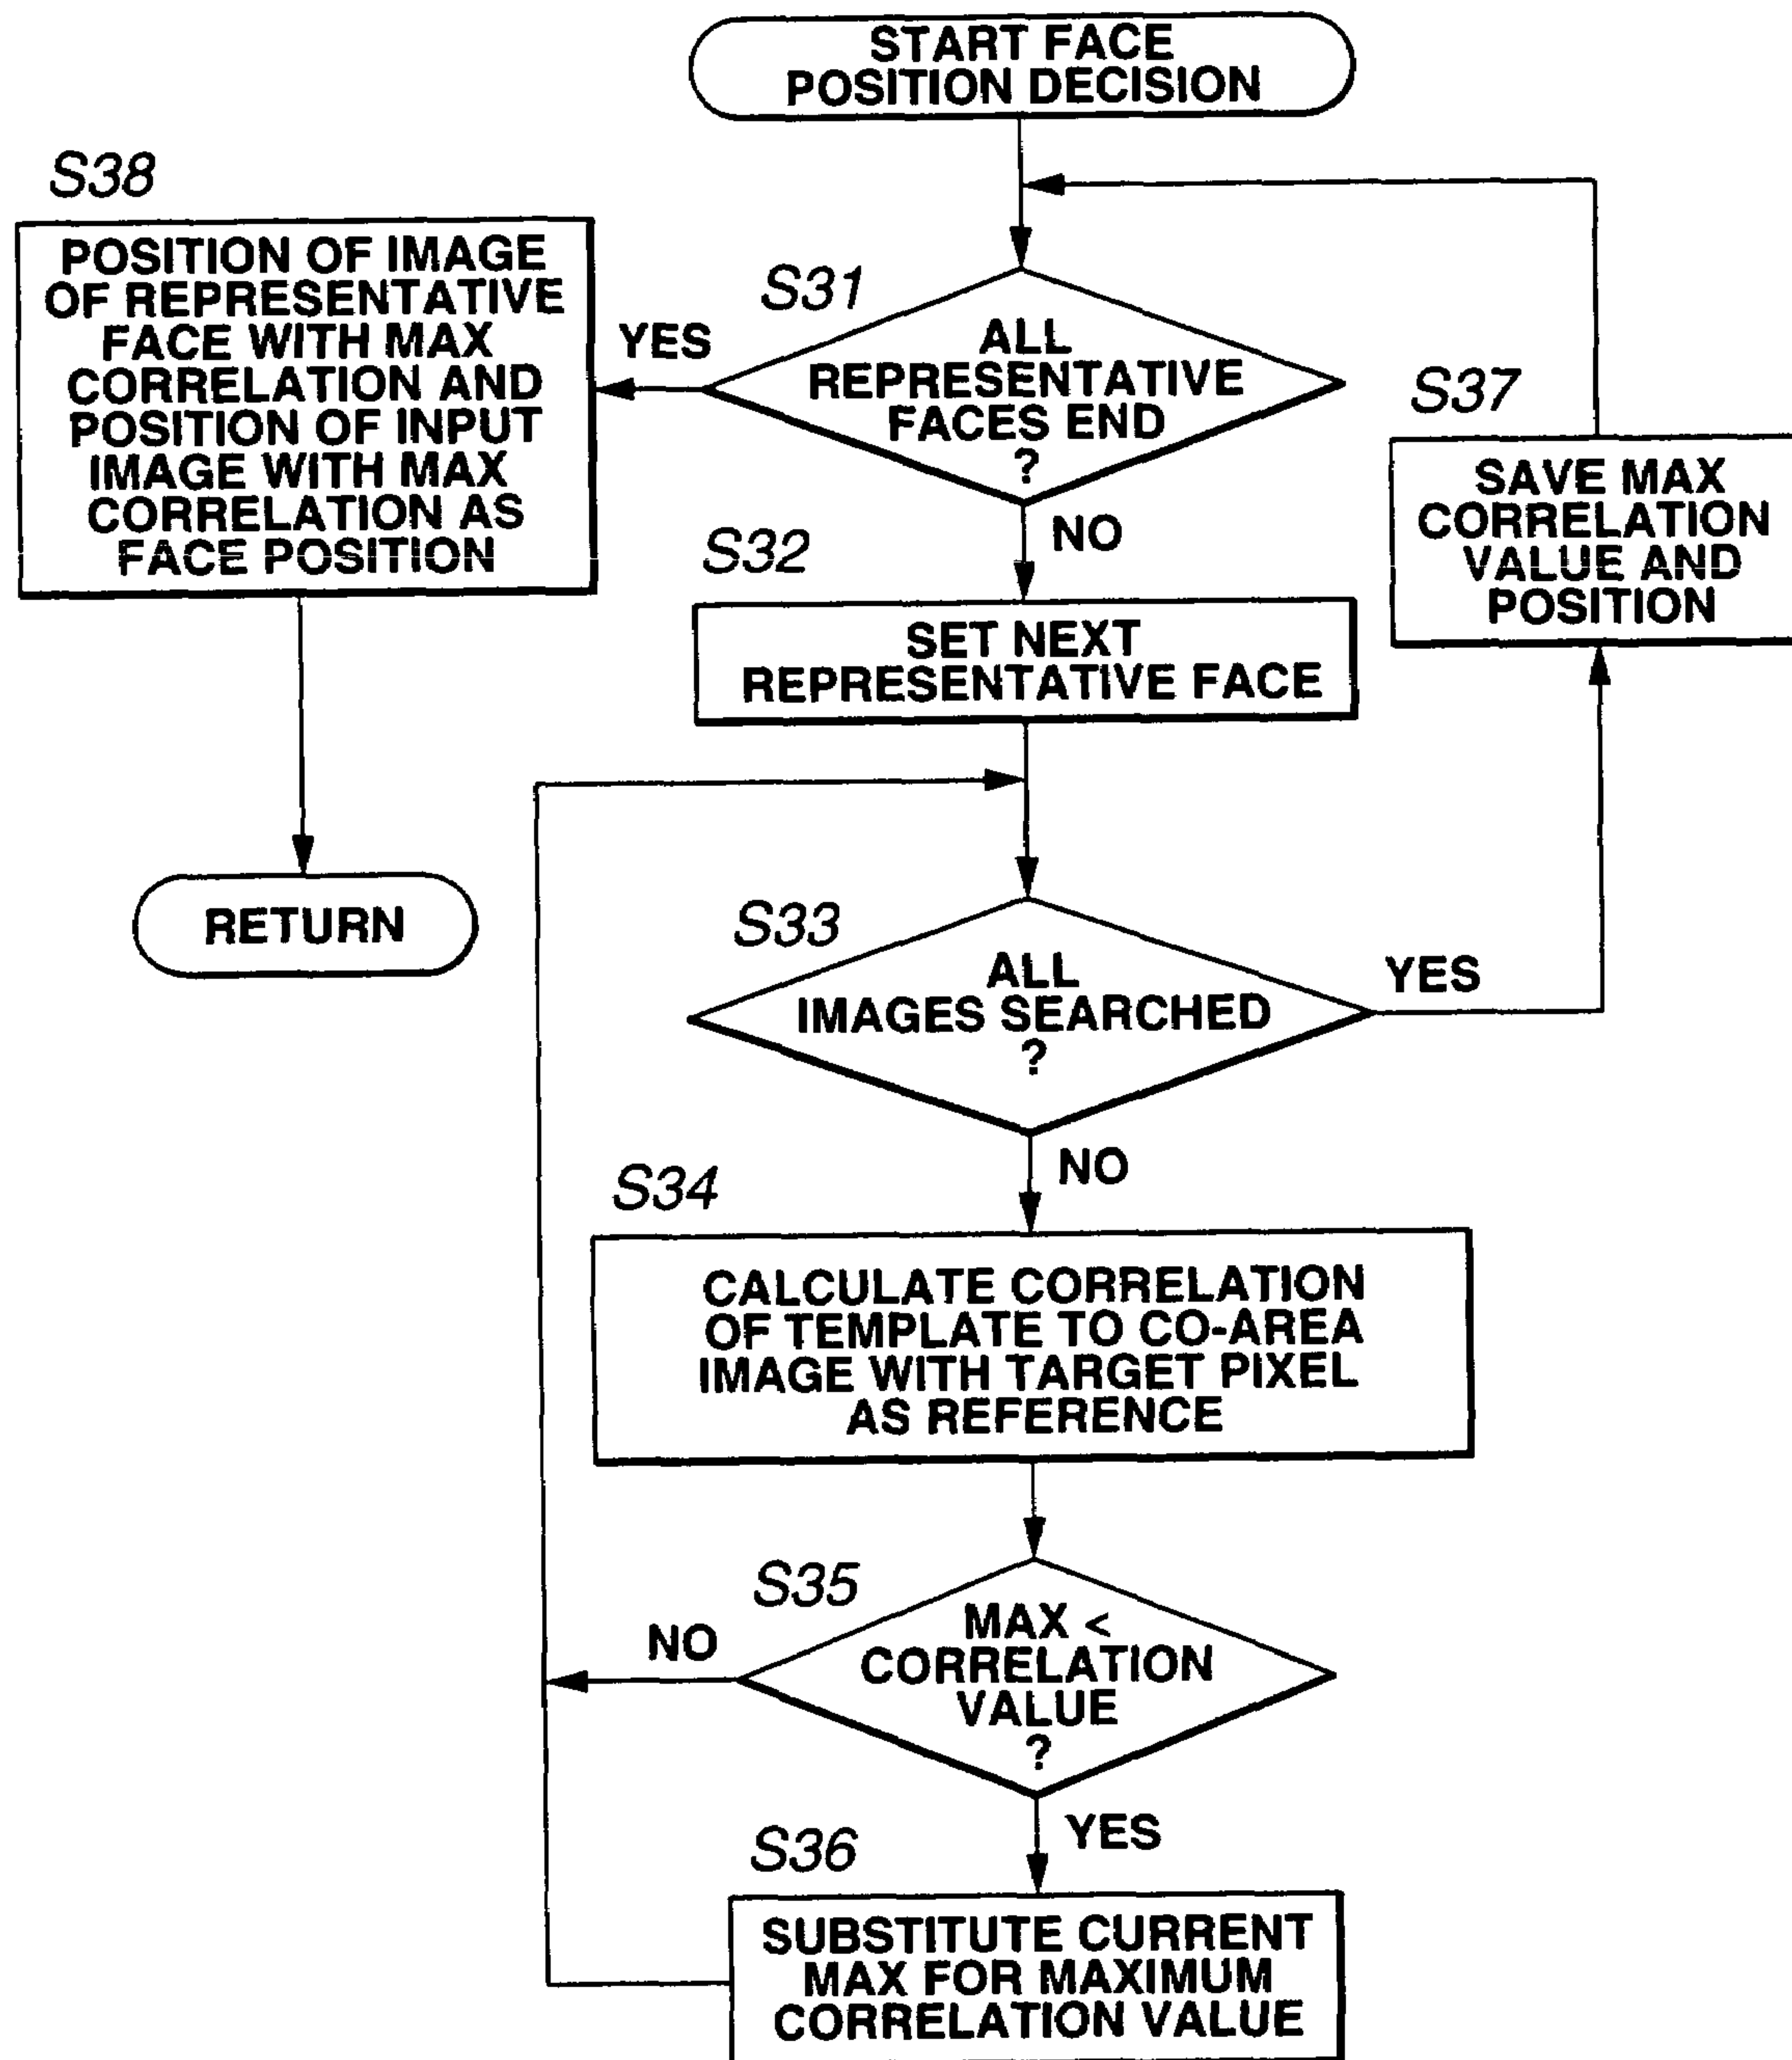 START FACE
POSITION DECISION
S38
POSITION OF IMAGE
OF REPRESENTATIVE
FACE WITH MAX
CORRELATION AND
POSITION OF INPUT
IMAGE WITH MAX
CORRELATION AS
FACE POSITION
YES
S31
ALL
REPRESENTATIVE
FACES END
?
NO
S37
SAVE MAX
CORRELATION
VALUE AND
POSITION
S32
SET NEXT
REPRESENTATIVE FACE
RETURN
S33
ALL
IMAGES SEARCHED
?
YES
NO
S34
CALCULATE CORRELATION
OF TEMPLATE TO CO-AREA
IMAGE WITH TARGET PIXEL
AS REFERENCE
S35
NO
MAX <
CORRELATION
VALUE
?
YES
S36
SUBSTITUTE CURRENT
MAX FOR MAXIMUM
CORRELATION VALUE